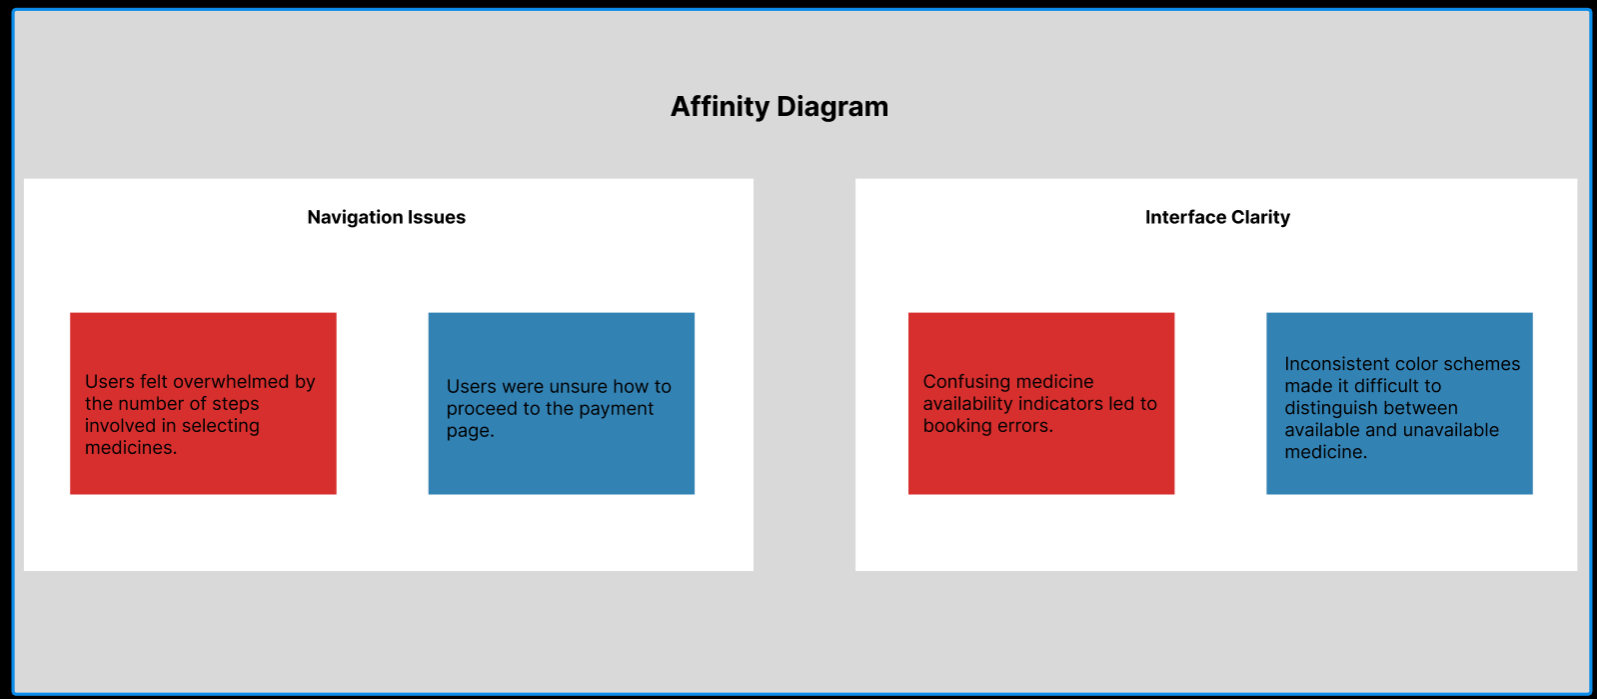 Affinity Diagram
Navigation Issues
Users felt overwhelmed by
the number of steps
involved in selecting
medicines.
Users were unsure how to
proceed to the payment
page.
Interface Clarity
Confusing medicine
availability indicators led to
booking errors.
Inconsistent color schemes
made it difficult to
distinguish between
available and unavailable
medicine.